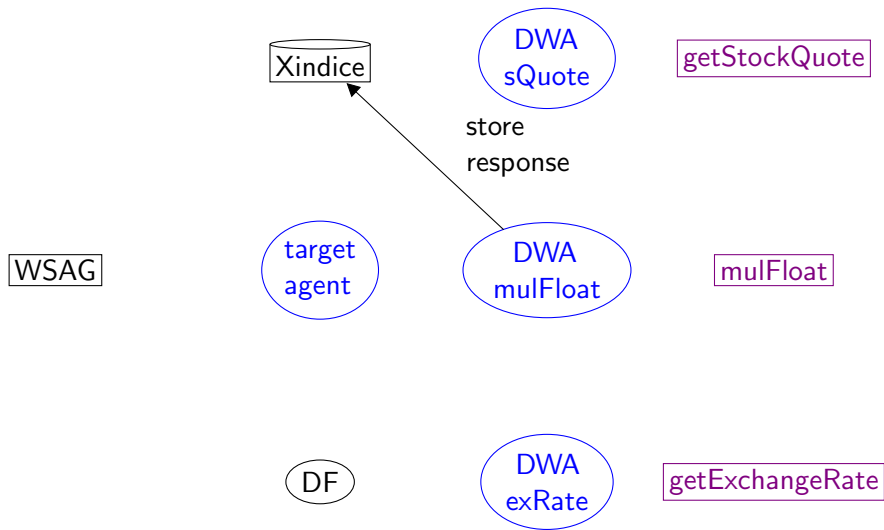 Xindice
DWA
sQuote
getStockQuote
store
response
WSAG
target
agent
DWA
mulFloat
mulFloat
DF
DWA
exRate
getExchangeRate